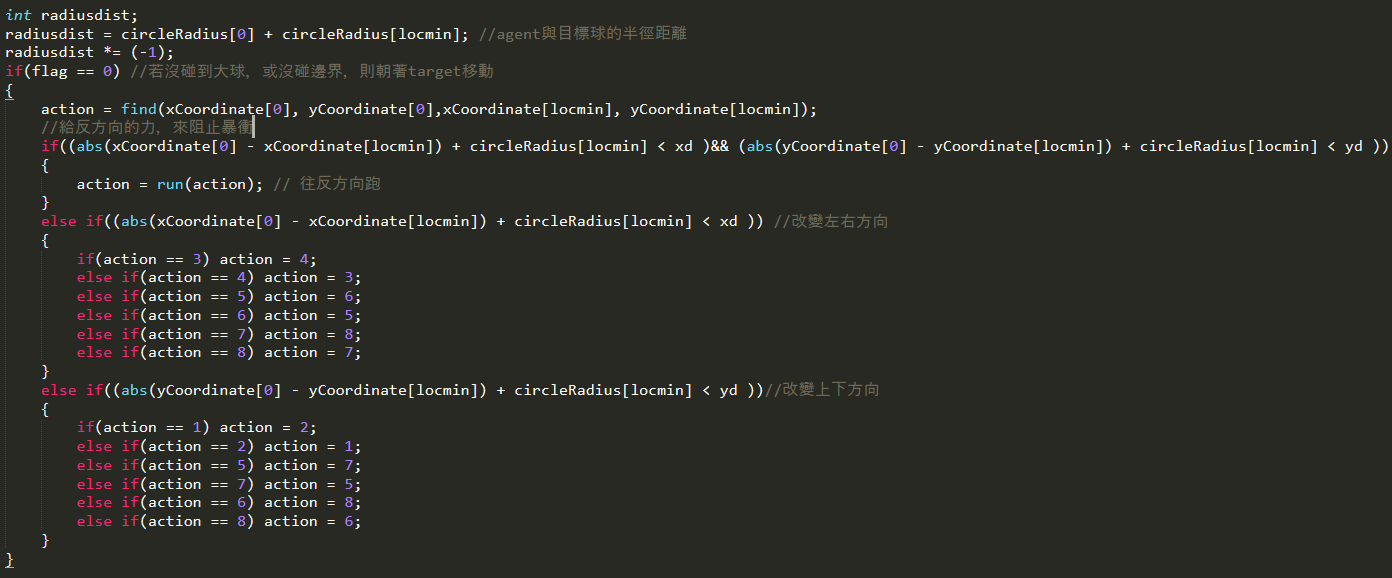 int radiusdist;
radiusdist = circleRadius[0] + circleRadius[locmin]; //agent與目標球的半徑距離
radiusdist *= (-1);
if(flag == 0) //若沒碰到大球, 或沒碰邊界, 則朝著target移動
{
    action = find(xCoordinate[0], yCoordinate[0],xCoordinate[locmin], yCoordinate[locmin]);
    //給反方向的力, 來阻止暴衝
    if((abs(xCoordinate[0] - xCoordinate[locmin]) + circleRadius[locmin] < xd )&& (abs(yCoordinate[0] - yCoordinate[locmin]) + circleRadius[locmin] < yd ))
    {
        action = run(action); // 往反方向跑
    }
    else if((abs(xCoordinate[0] - xCoordinate[locmin]) + circleRadius[locmin] < xd )) //改變左右方向
    {
        if(action == 3) action = 4;
        else if(action == 4) action = 3;
        else if(action == 5) action = 6;
        else if(action == 6) action = 5;
        else if(action == 7) action = 8;
        else if(action == 8) action = 7;
    }
    else if((abs(yCoordinate[0] - yCoordinate[locmin]) + circleRadius[locmin] < yd ))//改變上下方向
    {
        if(action == 1) action = 2;
        else if(action == 2) action = 1;
        else if(action == 5) action = 7;
        else if(action == 7) action = 5;
        else if(action == 6) action = 8;
        else if(action == 8) action = 6;
    }
}